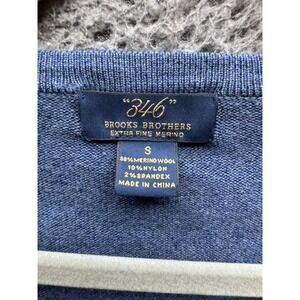 "346"
BROOKS BROTHERS
EXTRA FINE MERINO
S
88% MERINO WOOL
10% NYLON
2% SPANDEX
MADE IN CHINA